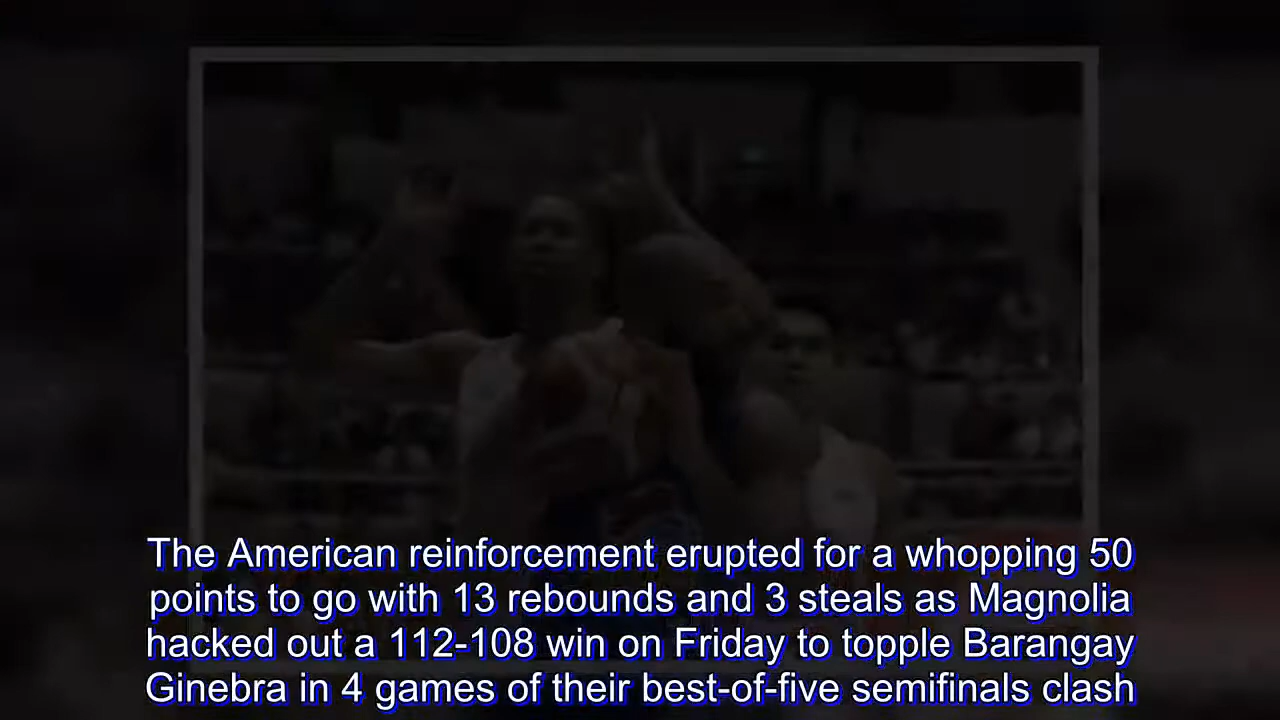 The American reinforcement erupted for a whopping 50
points to go with 13 rebounds and 3 steals as Magnolia
hacked out a 112-108 win on Friday to topple Barangay
Ginebra in 4 games of their best-of-five semifinals clash